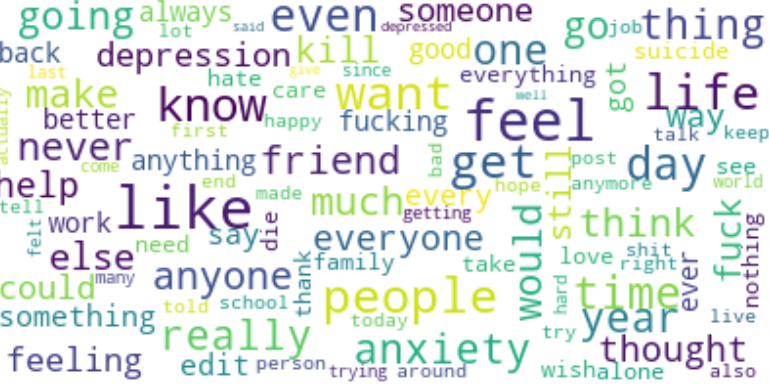 going always even someone go job thing
lot said depressed
back depression kill good one suicide
last hate give since everything got life
make know care want well feel way
actually better first happy fucking talk keep
never anything friend bad get still post day see
help come end made hope anymore world
tell like much every getting
felt work say die everyone would think fuck nothing
else need family take love shit right ever
could many anyone thank people hard time
something told school today try year live
really anxiety thought
feeling edit person trying around wish alone also